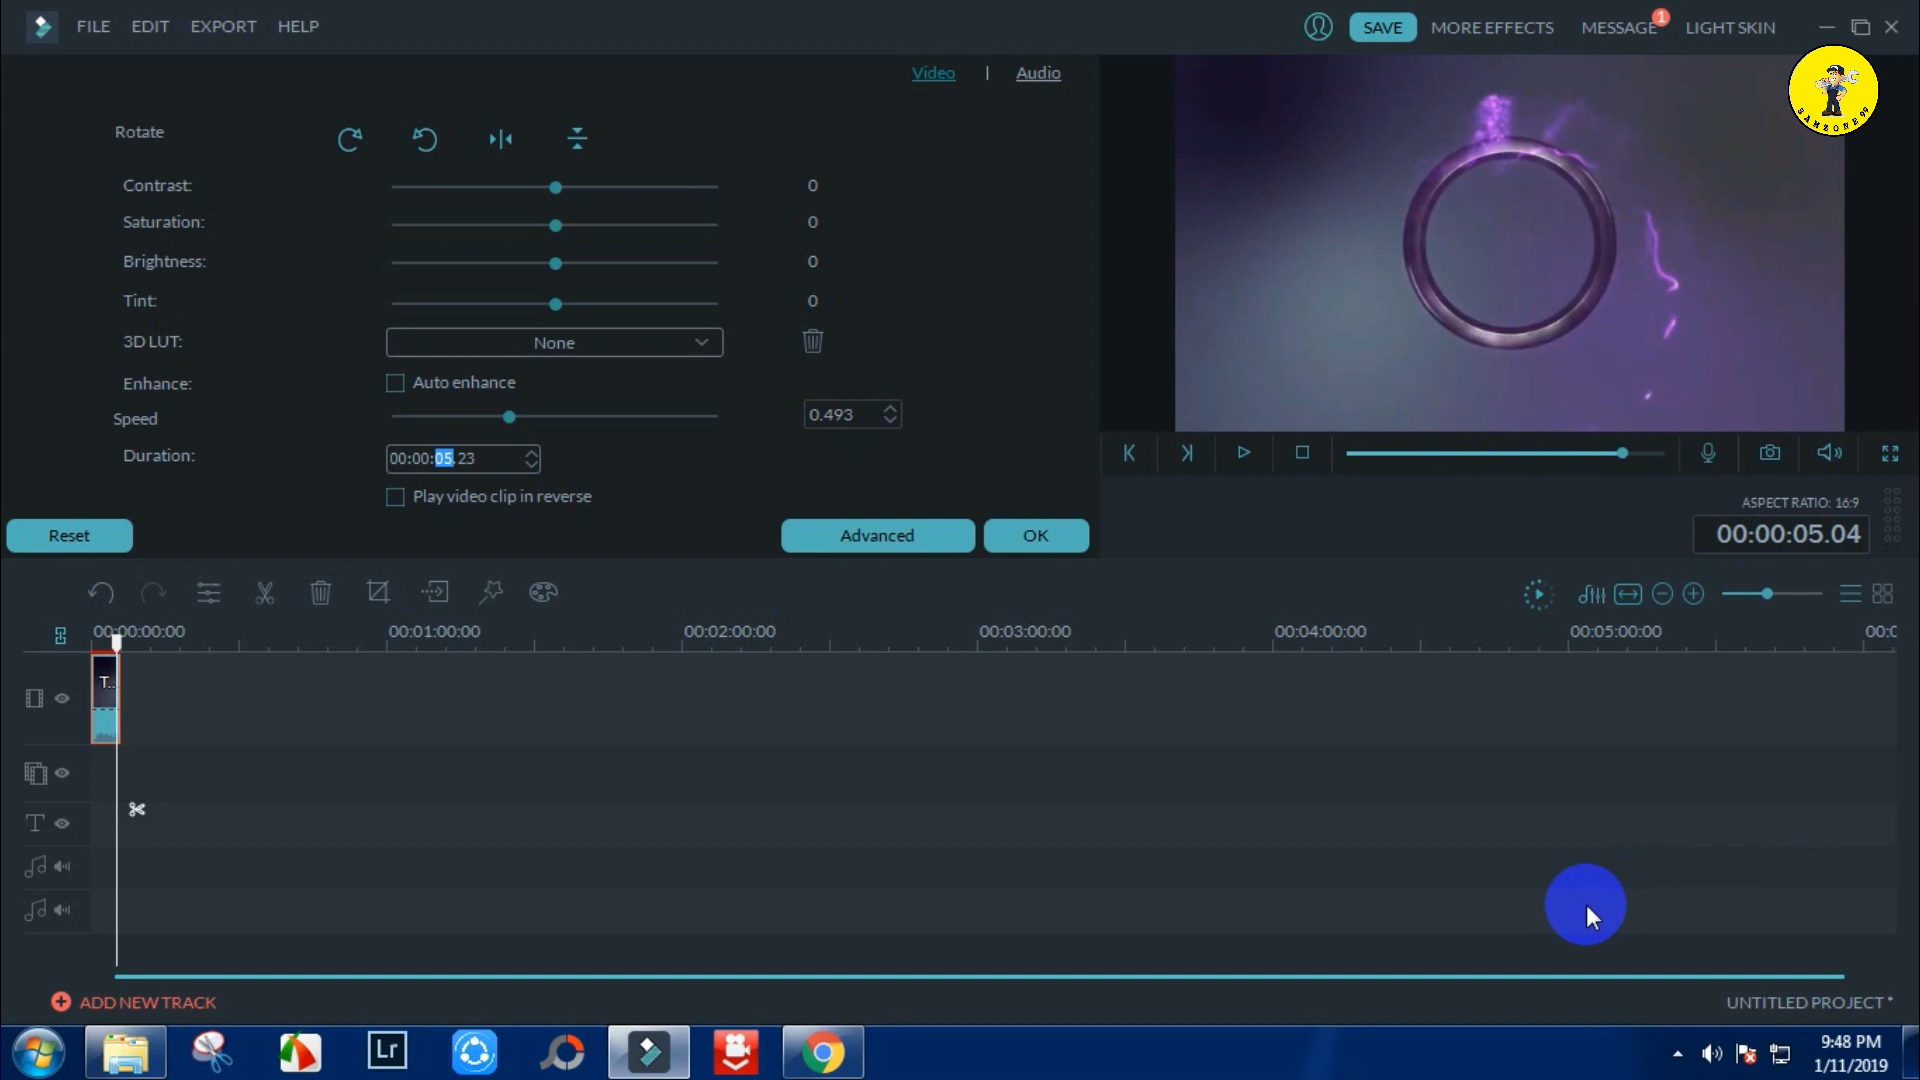 FILE EDIT EXPORT HELP
SAVE MORE EFFECTS MESSAGE 1 LIGHT SKIN
Video | Audio
SAMZONE99
Rotate
Contrast: 0
Saturation: 0
Brightness: 0
Tint: 0
3D LUT: None
Enhance: Auto enhance
Speed 0.493
Duration: 00:00:05.23
Play video clip in reverse
Reset Advanced OK
ASPECT RATIO: 16:9
00:00:05.04
00:00:00:00 00:01:00:00 00:02:00:00 00:03:00:00 00:04:00:00 00:05:00:00
T..
T
ADD NEW TRACK
UNTITLED PROJECT *
Lr
9:48 PM
1/11/2019